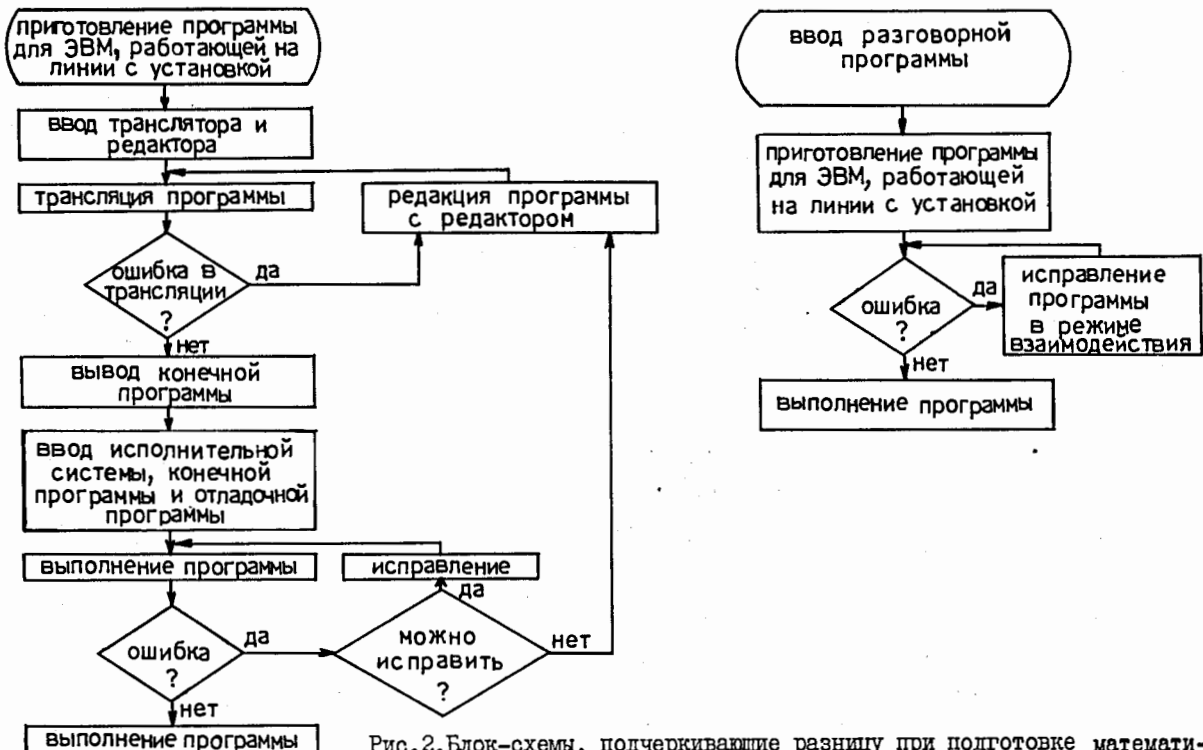 приготовление программы
для ЭВМ, работающей на
линии с установкой
ввод транслятора и
редактора
трансляция программы
редакция программы
с редактором
ошибка в
трансляции
?
да
нет
вывод конечной
программы
ввод исполнительной
системы, конечной
программы и отладочной
программы
выполнение программы
исправление
да
ошибка
?
да
можно
исправить
?
нет
нет
выполнение программы
ввод разговорной
программы
приготовление программы
для ЭВМ, работающей
на линии с установкой
ошибка
?
да
исправление
программы
в режиме
взаимодействия
нет
выполнение программы
Рис.2.Блок-схемы, подчеркивающие разницу при подготовке математи